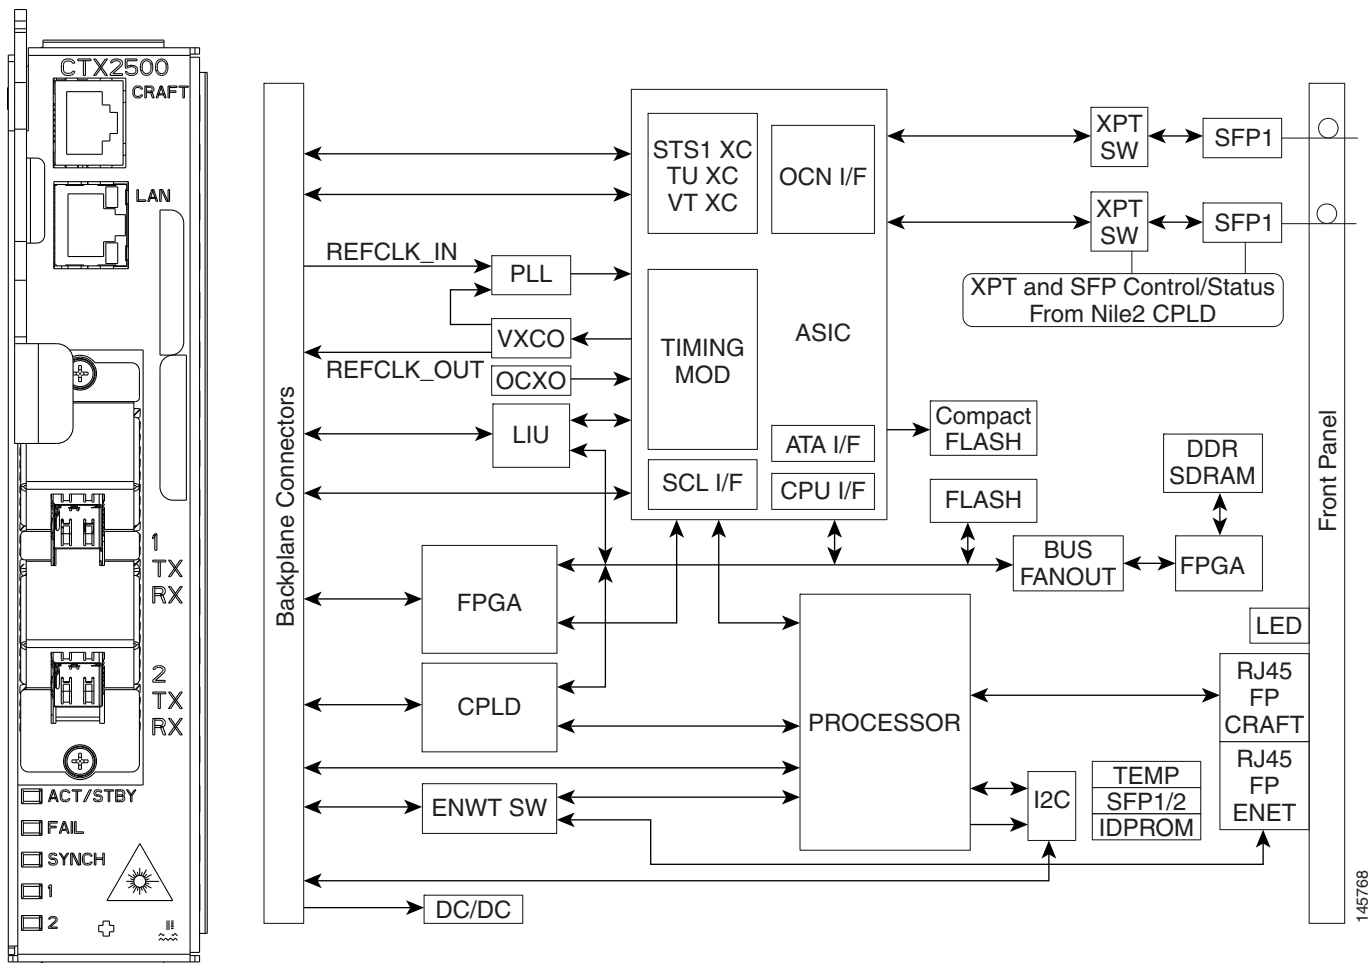 CTX2500
CRAFT
LAN
1
TX
RX
2
TX
RX
ACT/STBY
FAIL
SYNCH
1
2
Backplane Connectors
STS1 XC
TU XC
VT XC
OCN I/F
XPT
SW
SFP1
XPT
SW
SFP1
XPT and SFP Control/Status
From Nile2 CPLD
REFCLK_IN
PLL
VXCO
REFCLK_OUT
OCXO
LIU
TIMING
MOD
ASIC
ATA I/F
SCL I/F
CPU I/F
Compact
FLASH
FLASH
DDR
SDRAM
BUS
FANOUT
FPGA
FPGA
CPLD
ENWT SW
DC/DC
PROCESSOR
I2C
TEMP
SFP1/2
IDPROM
LED
RJ45
FP
CRAFT
RJ45
FP
ENET
Front Panel
145768